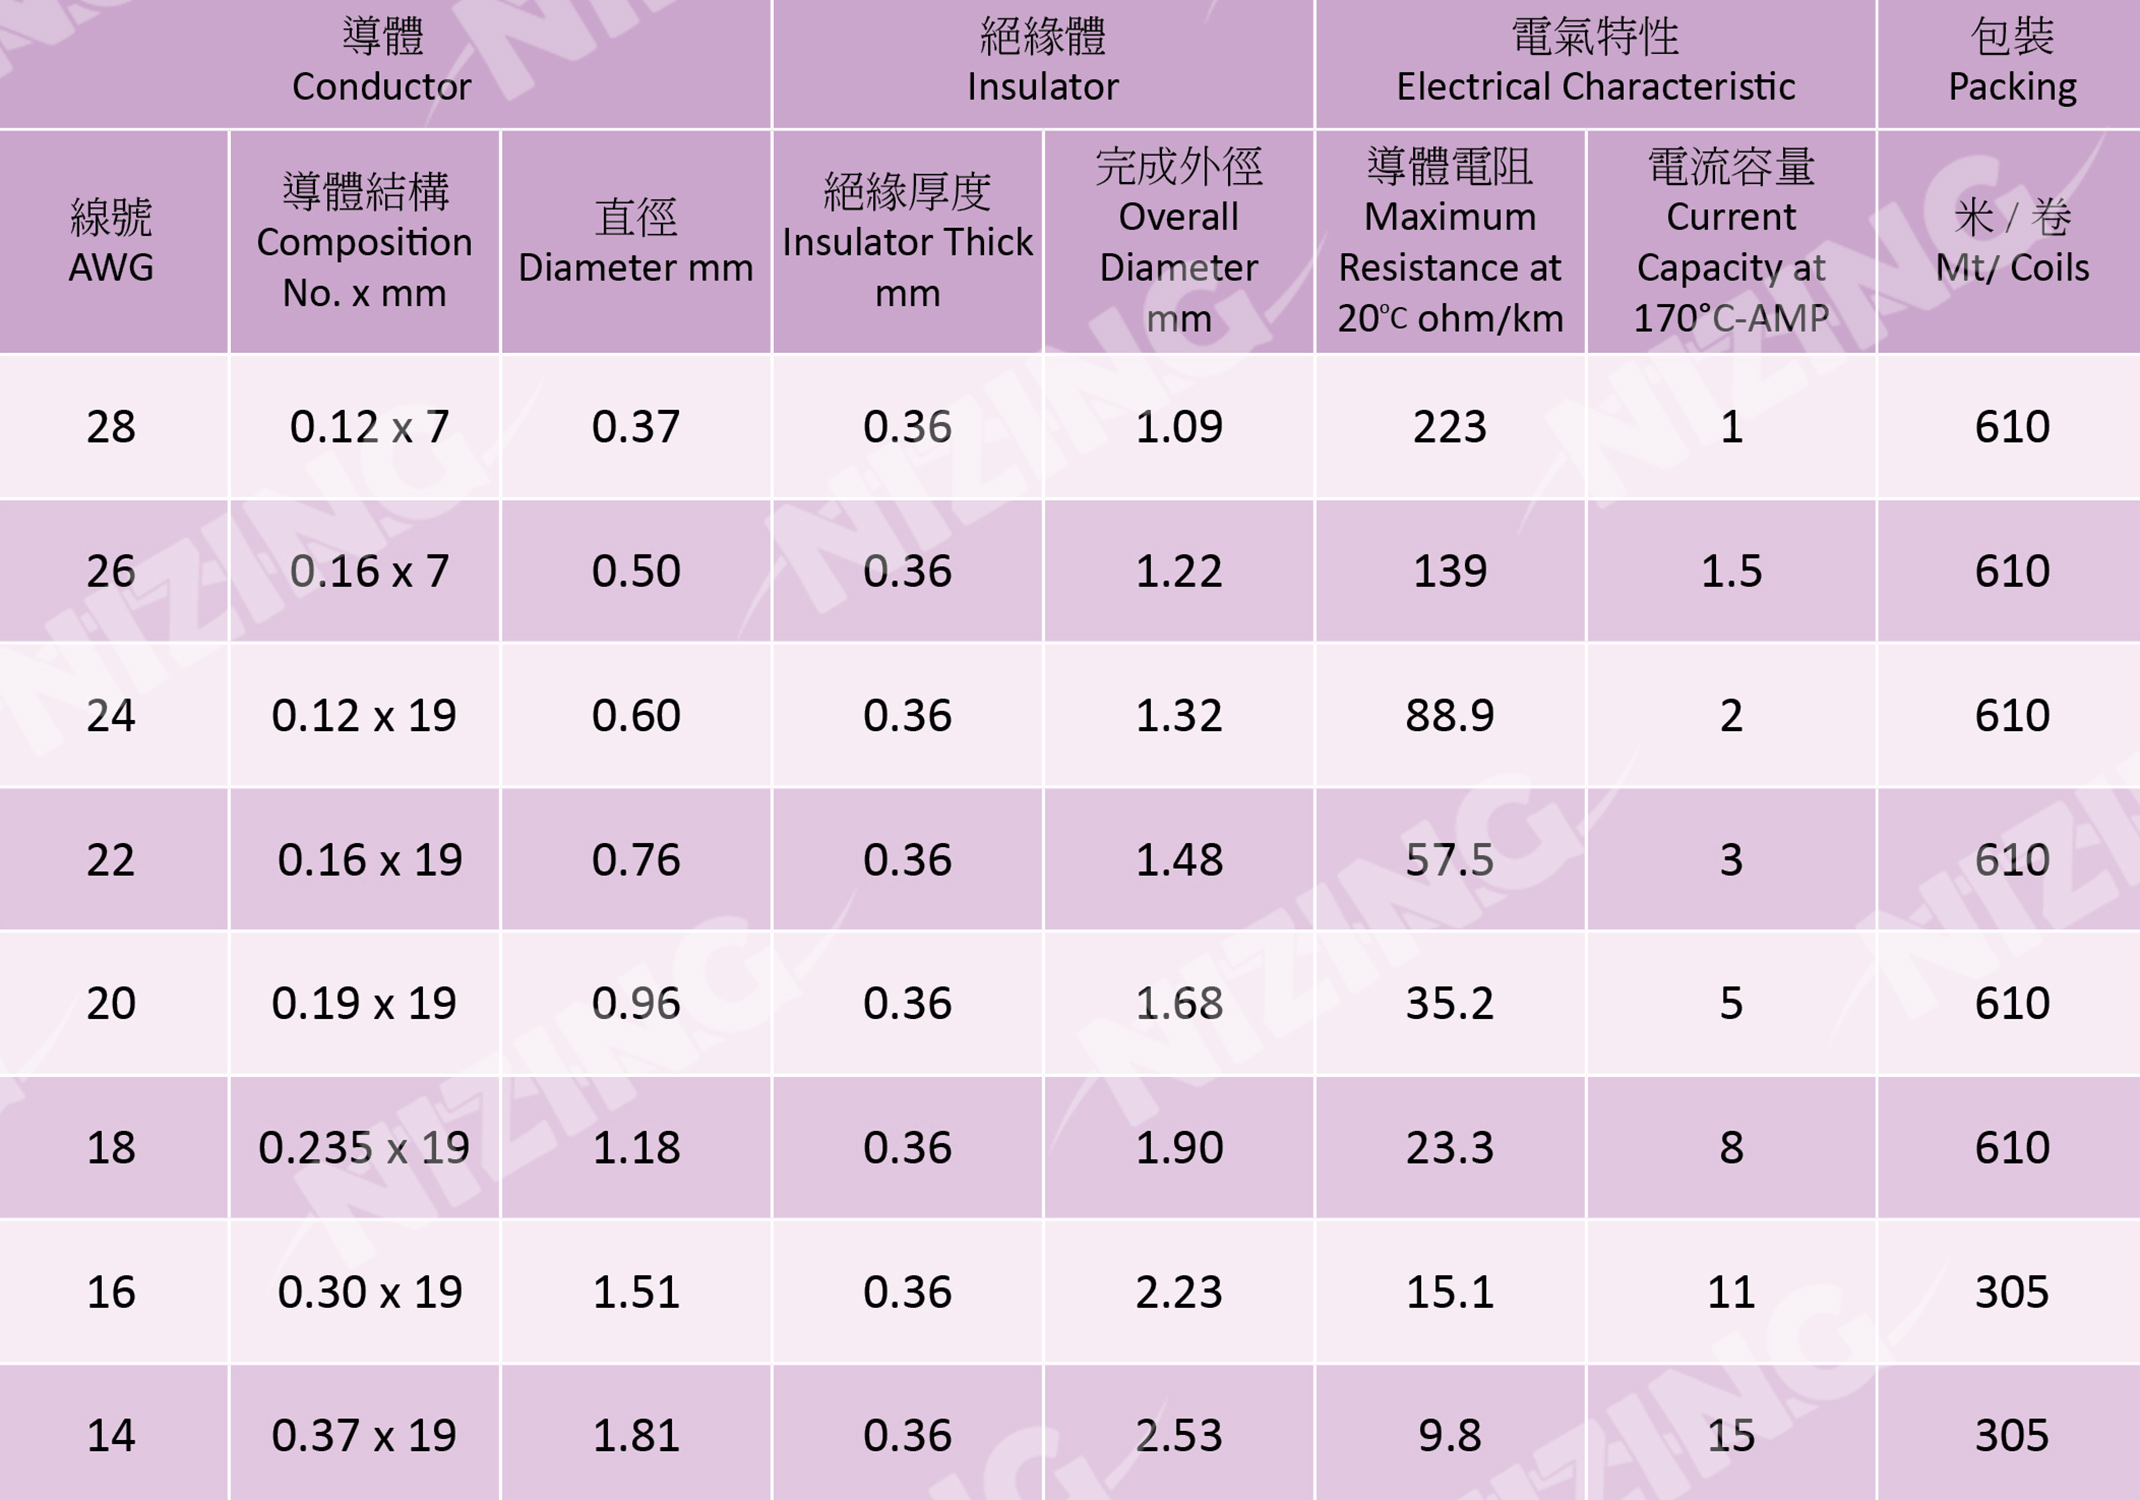 導體
Conductor
絕緣體
Insulator
電氣特性
Electrical Characteristic
包裝
Packing
線號
AWG
導體結構
Composition
No. x mm
直徑
Diameter mm
絕緣厚度
Insulator Thick
mm
完成外徑
Overall
Diameter
mm
導體電阻
Maximum
Resistance at
20°C ohm/km
電流容量
Current
Capacity at
170°C-AMP
米 / 卷
Mt/ Coils
28 0.12 x 7 0.37 0.36 1.09 223 1 610
26 0.16 x 7 0.50 0.36 1.22 139 1.5 610
24 0.12 x 19 0.60 0.36 1.32 88.9 2 610
22 0.16 x 19 0.76 0.36 1.48 57.5 3 610
20 0.19 x 19 0.96 0.36 1.68 35.2 5 610
18 0.235 x 19 1.18 0.36 1.90 23.3 8 610
16 0.30 x 19 1.51 0.36 2.23 15.1 11 305
14 0.37 x 19 1.81 0.36 2.53 9.8 15 305
NIZING
NIZING
NIZING
NIZING
NIZING
NIZING
NIZING